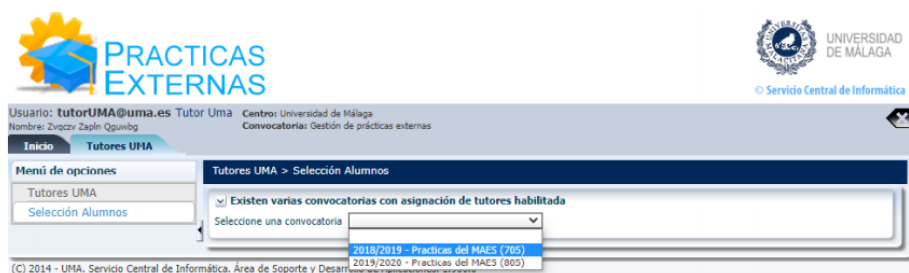 PRACTICAS
EXTERNAS
UNIVERSIDAD
DE MÁLAGA
© Servicio Central de Informática
Usuario: tutorUMA@uma.es Tutor Uma Centro: Universidad de Málaga
Nombre: Zvqczv Zapln Qguwbg Convocatoria: Gestión de prácticas externas
Inicio Tutores UMA
Menú de opciones
Tutores UMA
Selección Alumnos
Tutores UMA > Selección Alumnos
Existen varias convocatorias con asignación de tutores habilitada
Seleccione una convocatoria
2018/2019 - Practicas del MAES (705)
2019/2020 - Practicas del MAES (805)
(C) 2014 - UMA. Servicio Central de Informática. Área de Soporte y Desarrollo de Aplicaciones.